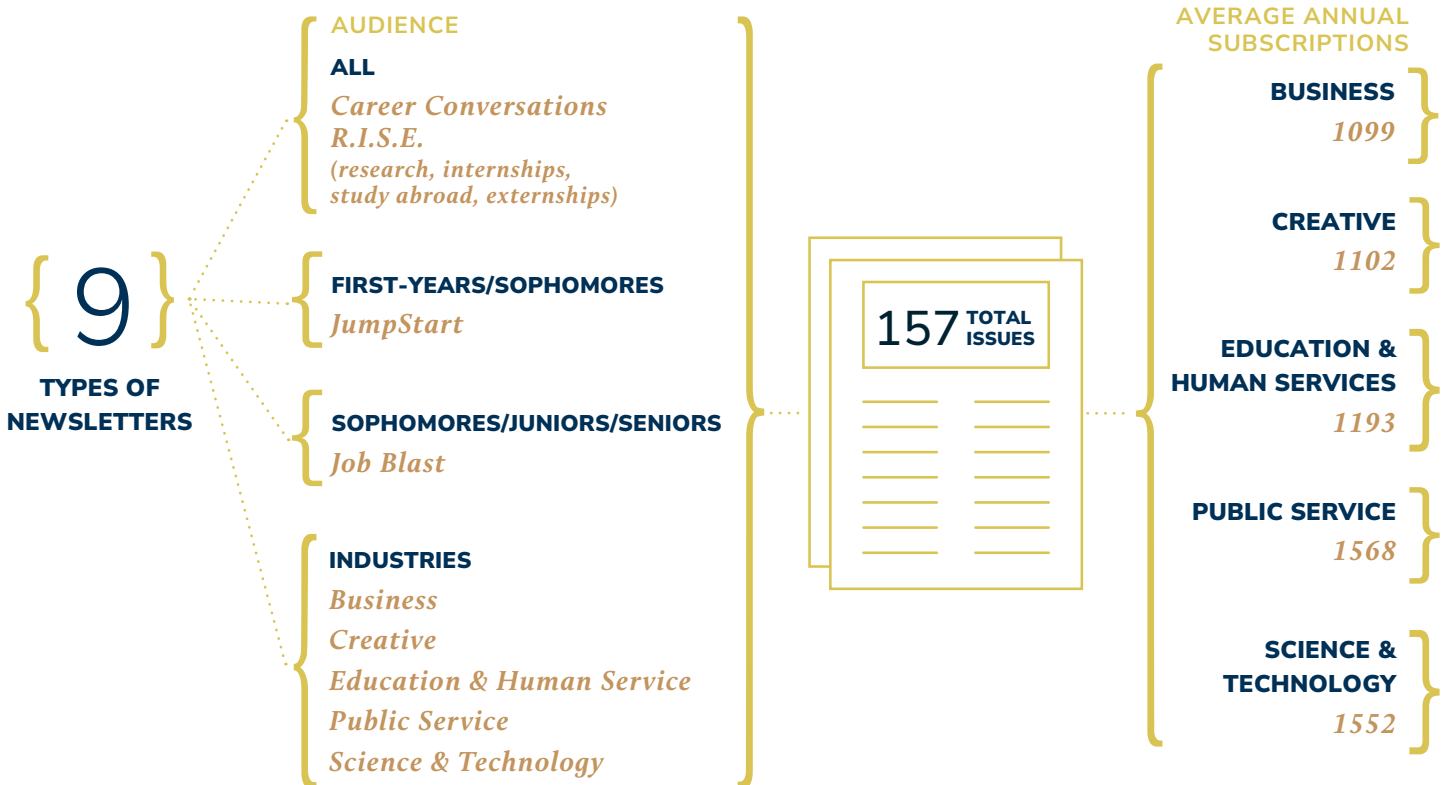 { 9 }
TYPES OF
NEWSLETTERS
AUDIENCE
ALL
Career Conversations
R.I.S.E.
(research, internships,
study abroad, externships)
FIRST-YEARS/SOPHOMORES
JumpStart
SOPHOMORES/JUNIORS/SENIORS
Job Blast
INDUSTRIES
Business
Creative
Education & Human Service
Public Service
Science & Technology
157 TOTAL
ISSUES
AVERAGE ANNUAL
SUBSCRIPTIONS
BUSINESS
1099
CREATIVE
1102
EDUCATION &
HUMAN SERVICES
1193
PUBLIC SERVICE
1568
SCIENCE &
TECHNOLOGY
1552